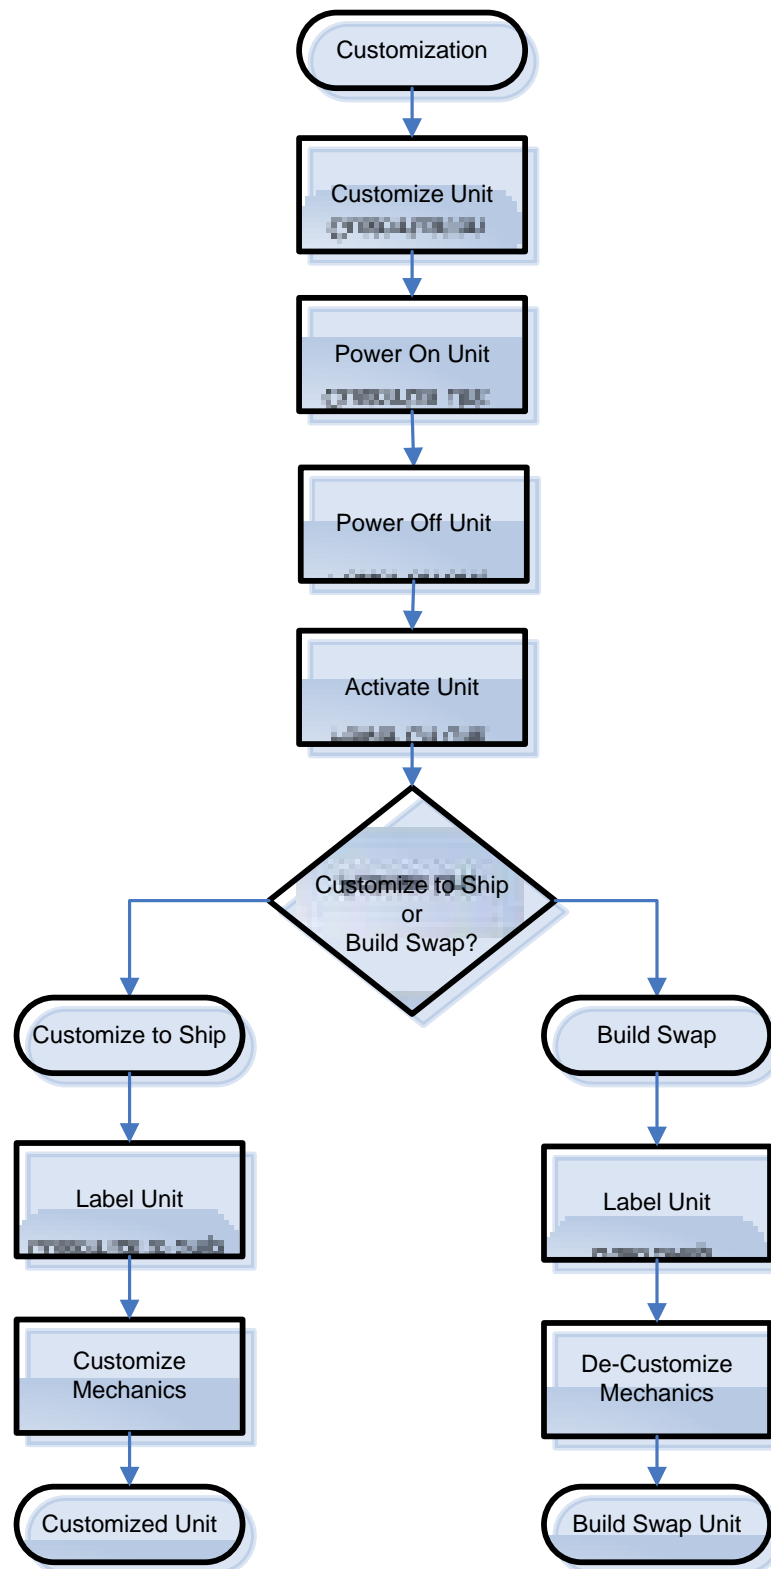 Customization
Customize Unit
Power On Unit
Power Off Unit
Activate Unit
Customize to Ship
or
Build Swap?
Customize to Ship
Build Swap
Label Unit
Label Unit
Customize
Mechanics
De-Customize
Mechanics
Customized Unit
Build Swap Unit